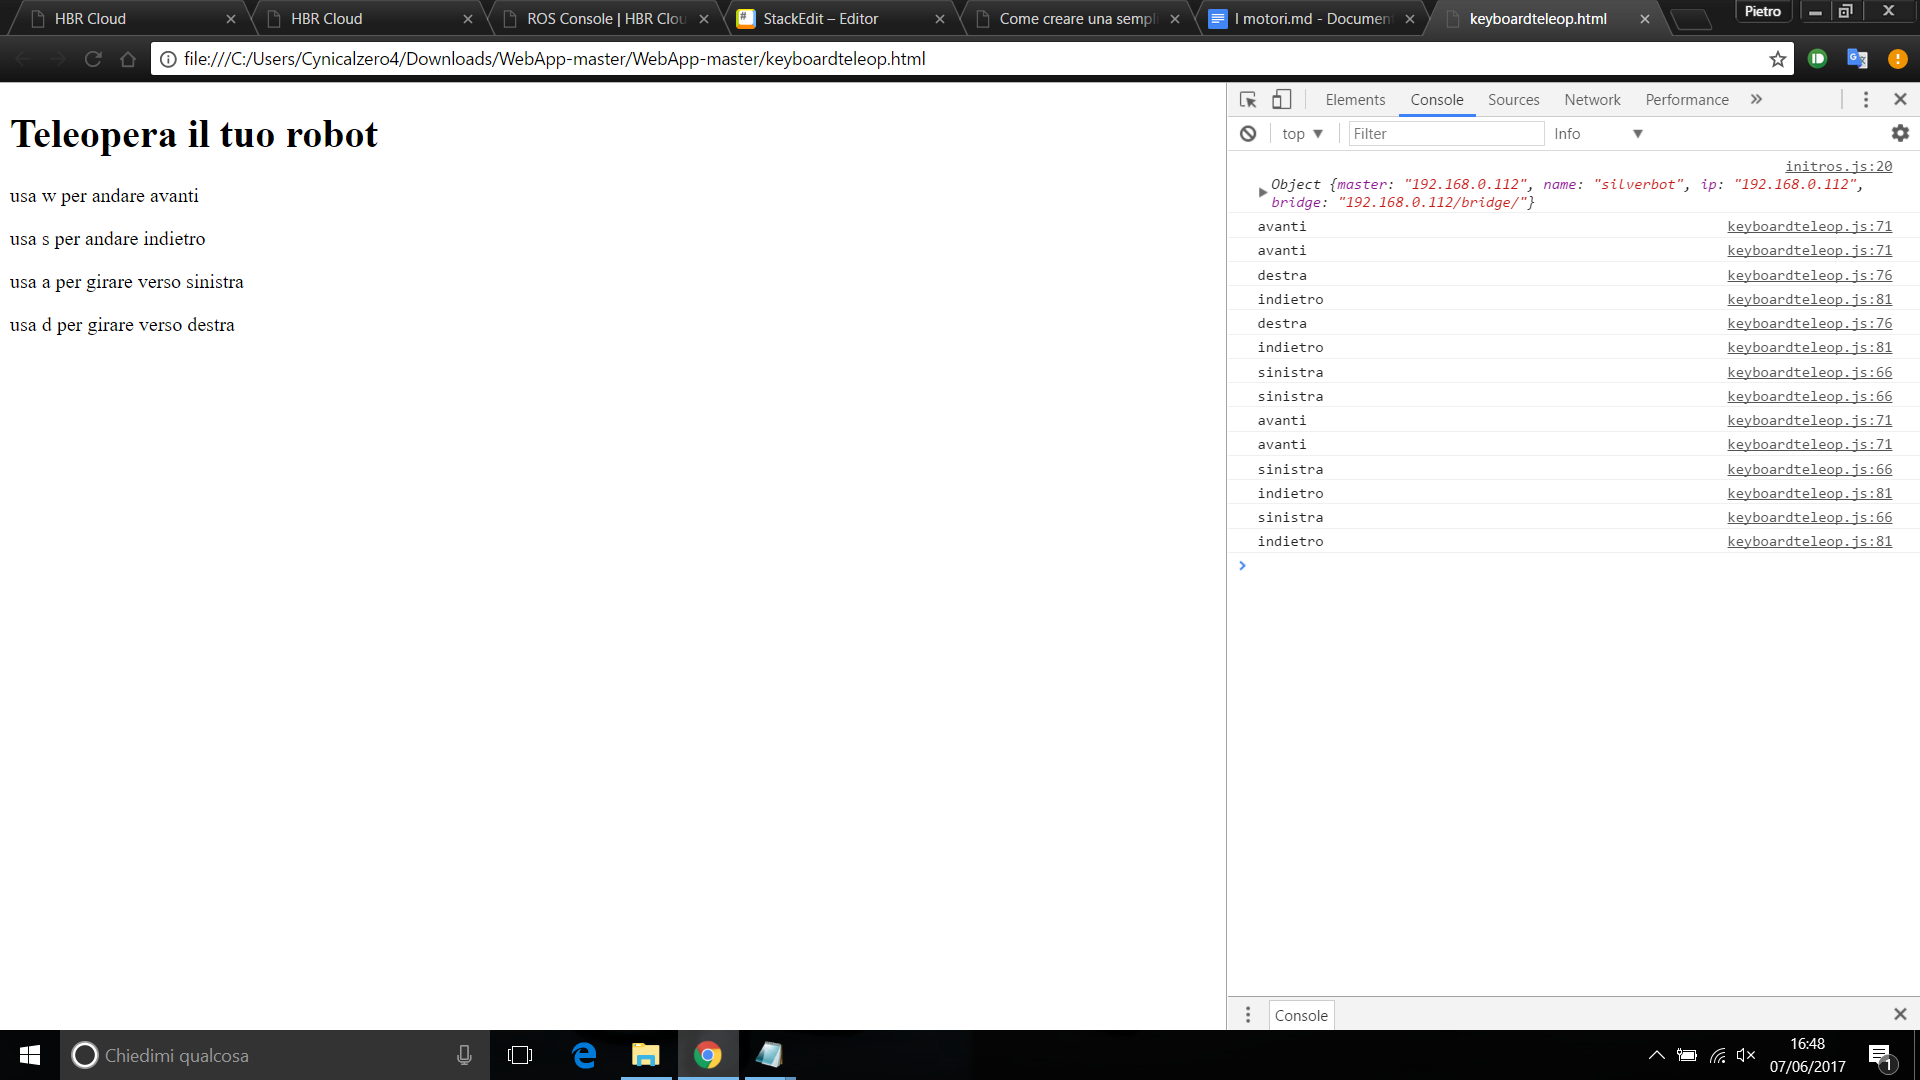 HBR Cloud
HBR Cloud
ROS Console | HBR Clou
StackEdit – Editor
Come creare una sempli
I motori.md - Document
keyboardteleop.html
Pietro
file:///C:/Users/Cynicalzero4/Downloads/WebApp-master/WebApp-master/keyboardteleop.html
Teleopera il tuo robot
usa w per andare avanti
usa s per andare indietro
usa a per girare verso sinistra
usa d per girare verso destra
Elements Console Sources Network Performance »
top Filter Info
initros.js:20
Object {master: "192.168.0.112", name: "silverbot", ip: "192.168.0.112",
bridge: "192.168.0.112/bridge/"}
avanti keyboardteleop.js:71
avanti keyboardteleop.js:71
destra keyboardteleop.js:76
indietro keyboardteleop.js:81
destra keyboardteleop.js:76
indietro keyboardteleop.js:81
sinistra keyboardteleop.js:66
sinistra keyboardteleop.js:66
avanti keyboardteleop.js:71
avanti keyboardteleop.js:71
sinistra keyboardteleop.js:66
indietro keyboardteleop.js:81
sinistra keyboardteleop.js:66
indietro keyboardteleop.js:81
Console
Chiedimi qualcosa
16:48
07/06/2017
1